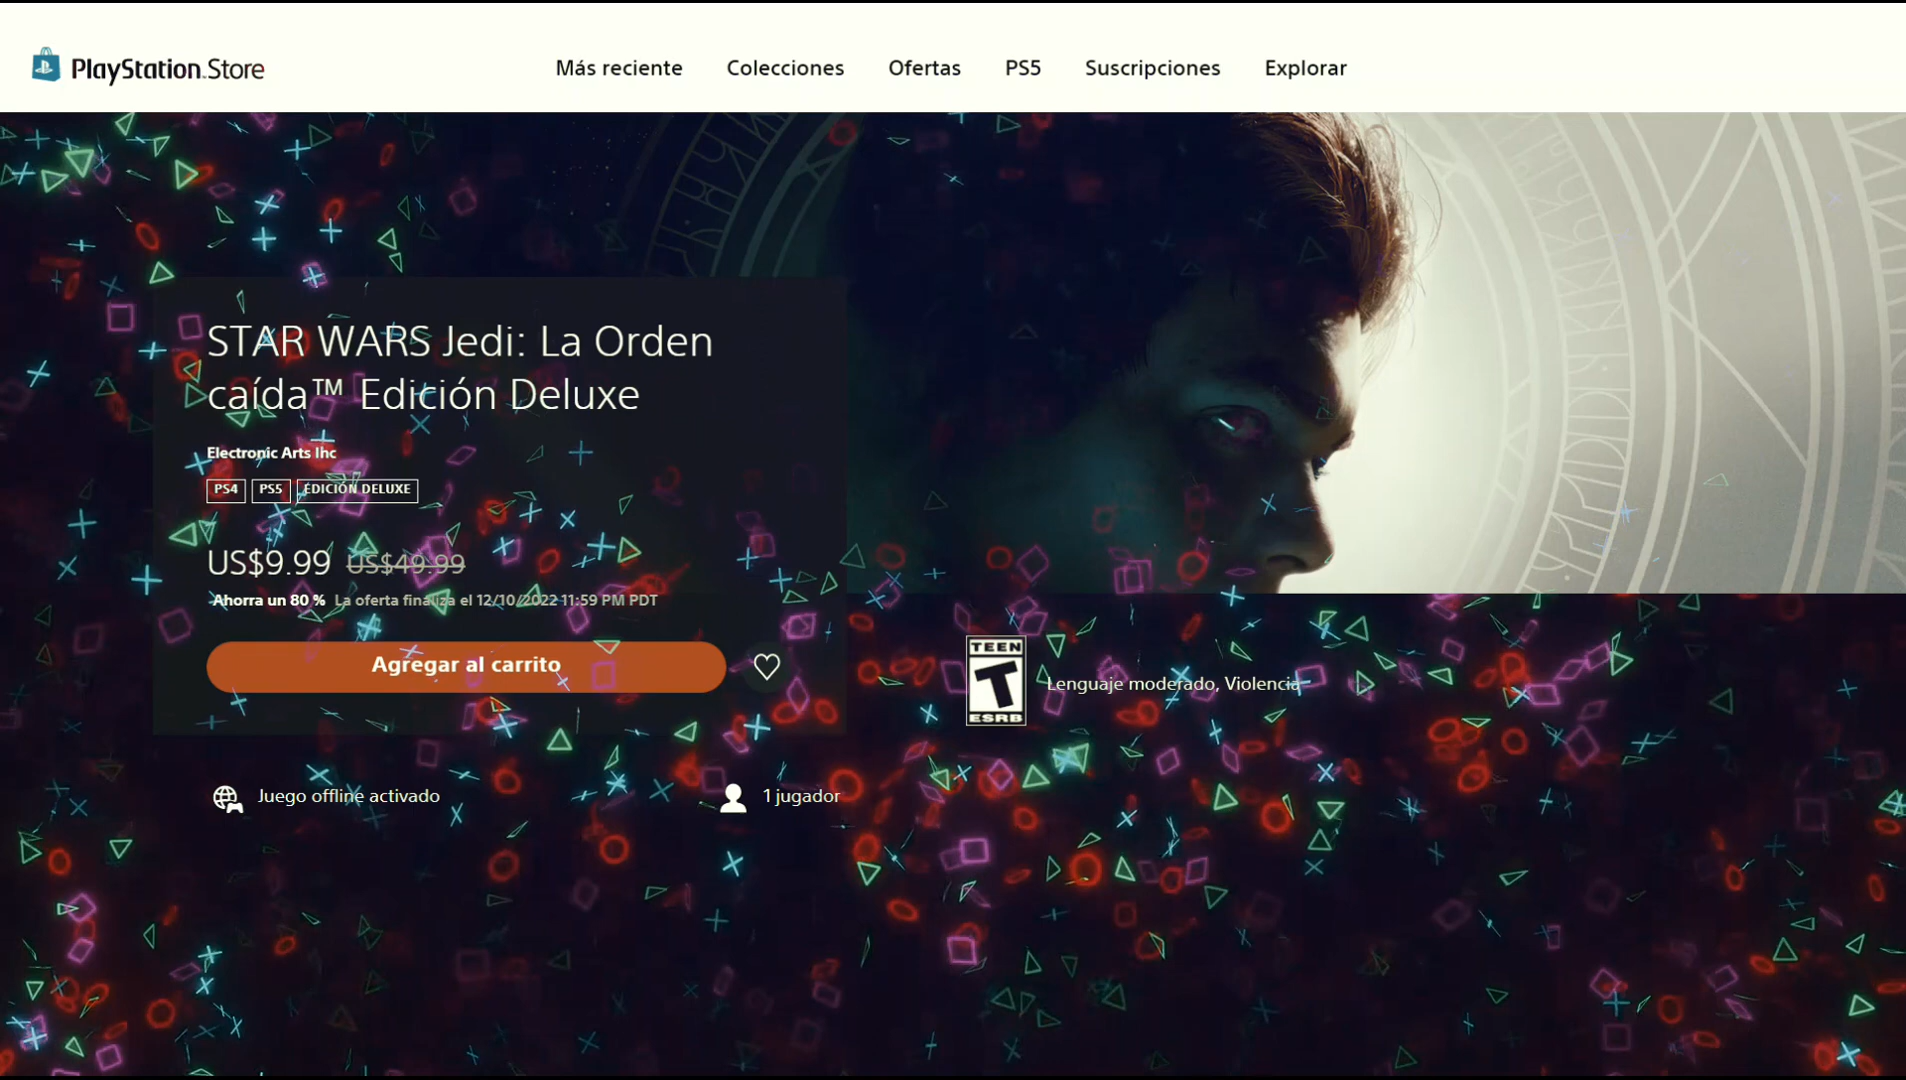 PlayStation Store
Más reciente Colecciones Ofertas PS5 Suscripciones Explorar
STAR WARS Jedi: La Orden
caída™ Edición Deluxe
Electronic Arts Inc
PS4 PS5 EDICIÓN DELUXE
US$9.99 US$49.99
Ahorra un 80 % La oferta finaliza el 12/10/2022 11:59 PM PDT
Agregar al carrito
TEEN
T
ESRB
Lenguaje moderado, Violencia
Juego offline activado
1 jugador